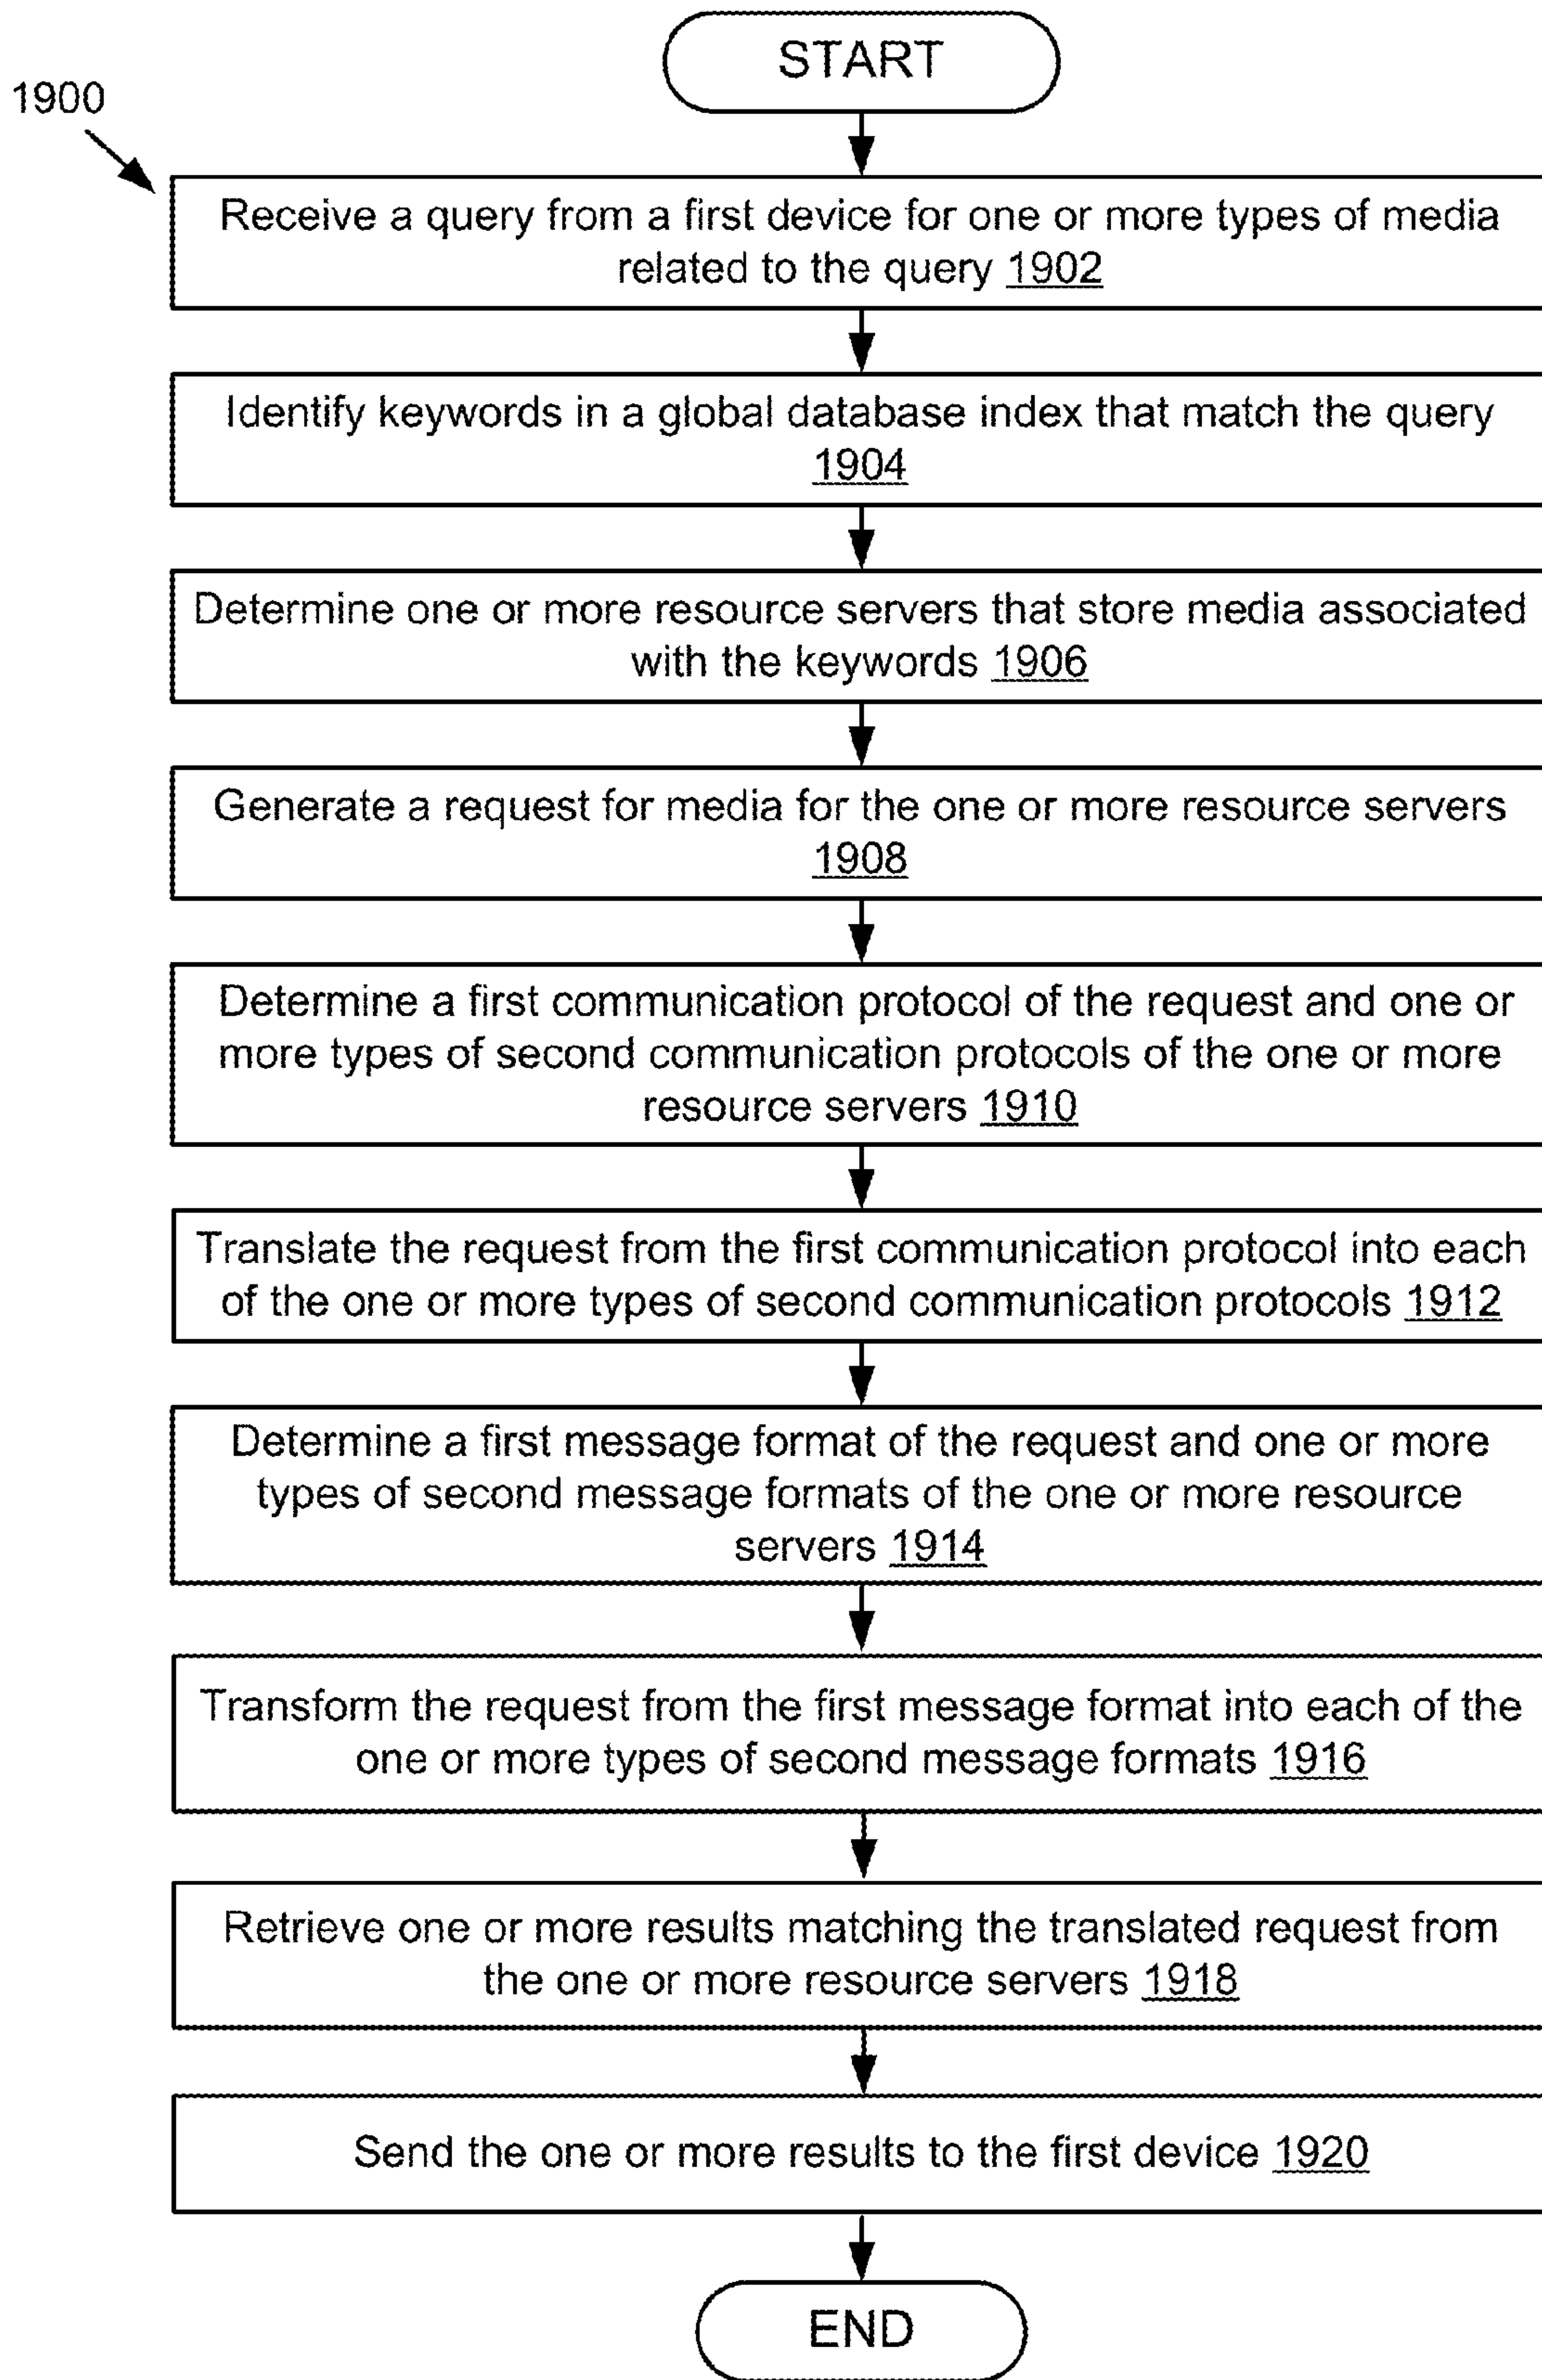 START
1900
Receive a query from a first device for one or more types of media
related to the query 1902
Identify keywords in a global database index that match the query
1904
Determine one or more resource servers that store media associated
with the keywords 1906
Generate a request for media for the one or more resource servers
1908
Determine a first communication protocol of the request and one or
more types of second communication protocols of the one or more
resource servers 1910
Translate the request from the first communication protocol into each
of the one or more types of second communication protocols 1912
Determine a first message format of the request and one or more
types of second message formats of the one or more resource
servers 1914
Transform the request from the first message format into each of the
one or more types of second message formats 1916
Retrieve one or more results matching the translated request from
the one or more resource servers 1918
Send the one or more results to the first device 1920
END